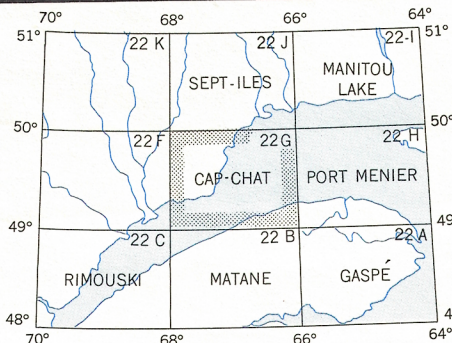 70° 68° 66° 64°
51° 22 K 22 J 22-I 51°
SEPT-ILES MANITOU
LAKE
50° 22 F 22 G 22-H 50°
CAP-CHAT PORT MENIER
49° 22 C 22 B 22 A 49
RIMOUSKI MATANE GASPÉ
48° 4
70° 68° 66° 64°